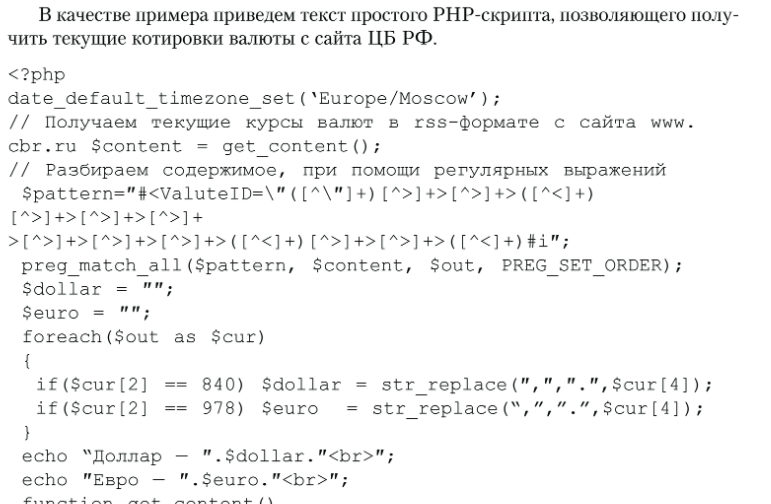 В качестве примера приведем текст простого PHP-скрипта, позволяющего полу-
чить текущие котировки валюты с сайта ЦБ РФ.
<?php
date_default_timezone_set(‘Europe/Moscow’);
// Получаем текущие курсы валют в rss-формате с сайта www.
cbr.ru $content = get_content();
// Разбираем содержимое, при помощи регулярных выражений
$pattern="#<ValuteID=\"([^\"]+)[^>]+>[^>]+>([^<]+)
[^>]+>[^>]+>[^>]+
>[^>]+>[^>]+>[^>]+>([^<]+)[^>]+>[^>]+>([^<]+)#i";
preg_match_all($pattern, $content, $out, PREG_SET_ORDER);
$dollar = "";
$euro = "";
foreach($out as $cur)
{
if($cur[2] == 840) $dollar = str_replace(",",".",$cur[4]);
if($cur[2] == 978) $euro = str_replace(“,”,”.”,$cur[4]);
}
echo “Доллар — ".$dollar."<br>";
echo "Евро — ".$euro."<br>";
function get_content()